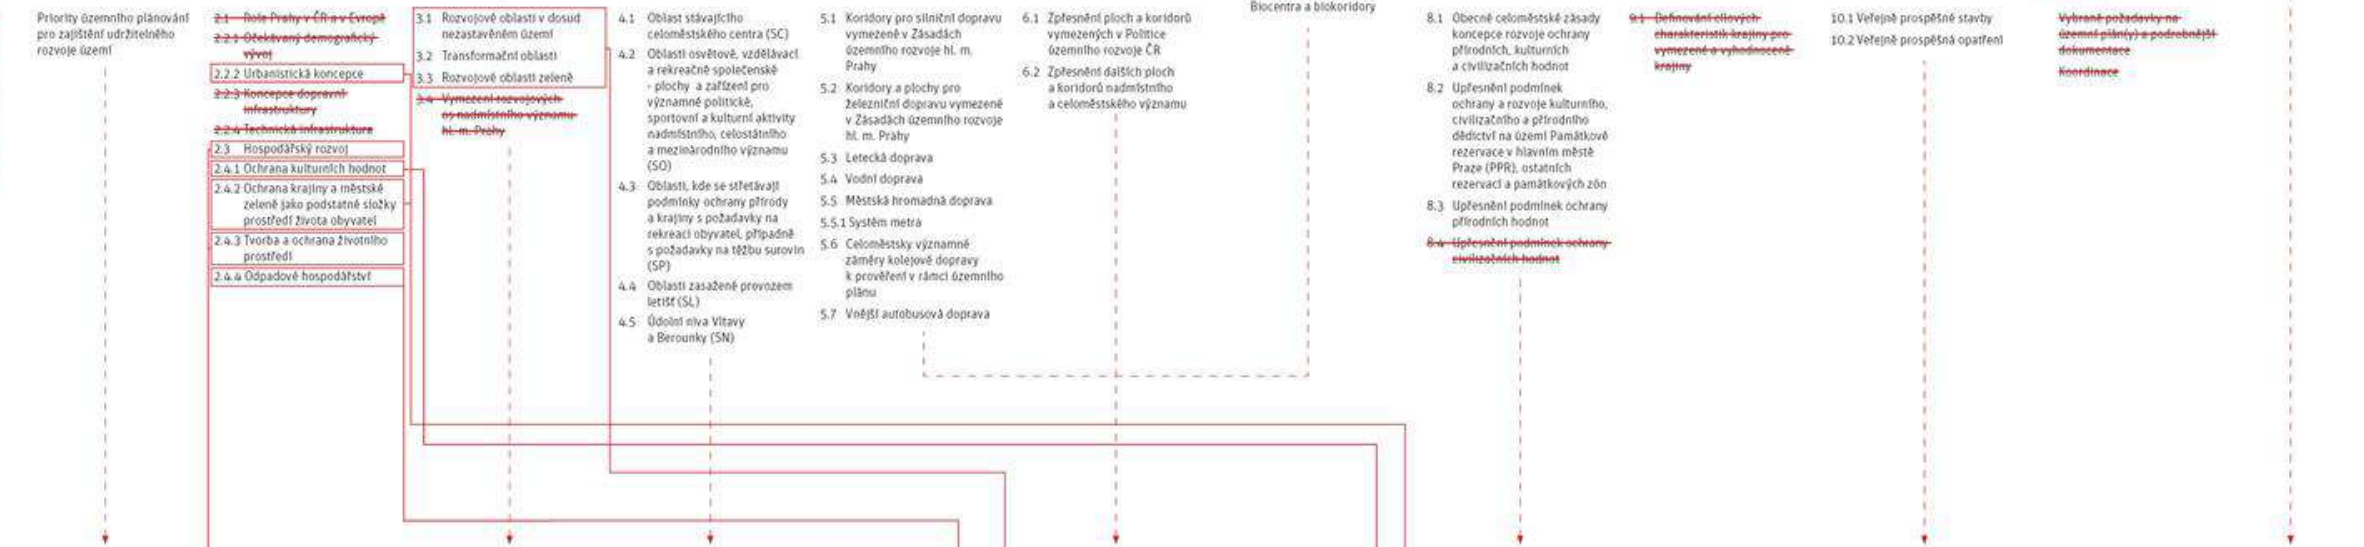 Priority územního plánování
pro zajištění udržitelného
rozvoje území
2.1 Role Prahy v ČR a v Evropě
2.2.1 Očekávaný demografický
vývoj
2.2.2 Urbanistická koncepce
2.2.3 Koncepce dopravní
infrastruktury
2.2.4 Technická infrastruktura
2.3 Hospodářský rozvoj
2.4.1 Ochrana kulturních hodnot
2.4.2 Ochrana krajiny a městské
zeleně jako podstatné složky
prostředí života obyvatel
2.4.3 Tvorba a ochrana životního
prostředí
2.4.4 Odpadové hospodářství
3.1 Rozvojové oblasti v dosud
nezastavěném území
3.2 Transformační oblasti
3.3 Rozvojové oblasti zeleně
3.4 Vymezení rozvojových
os nadmístního významu
hl. m. Prahy
4.1 Oblast stávajícího
celoměstského centra (SC)
4.2 Oblasti osvětové, vzdělávací
a rekreačně společenské
- plochy a zařízení pro
významné politické,
sportovní a kulturní aktivity
nadmístního, celostátního
a mezinárodního významu
(SO)
4.3 Oblasti, kde se střetávají
podmínky ochrany přírody
a krajiny s požadavky na
rekreaci obyvatel, případně
s požadavky na těžbu surovin
(SP)
4.4 Oblasti zasažené provozem
letišť (SL)
4.5 Údolní niva Vltavy
a Berounky (SN)
5.1 Koridory pro silniční dopravu
vymezené v Zásadách
územního rozvoje hl. m.
Prahy
5.2 Koridory a plochy pro
železniční dopravu vymezené
v Zásadách územního rozvoje
hl. m. Prahy
5.3 Letecká doprava
5.4 Vodní doprava
5.5 Městská hromadná doprava
5.5.1 Systém metra
5.6 Celoměstsky významné
záměry kolejové dopravy
k prověření v rámci územního
plánu
5.7 Vnější autobusová doprava
6.1 Zpřesnění ploch a koridorů
vymezených v Politice
územního rozvoje ČR
6.2 Zpřesnění dalších ploch
a koridorů nadmístního
a celoměstského významu
Biocentra a biokoridory
8.1 Obecné celoměstské zásady
koncepce rozvoje ochrany
přírodních, kulturních
a civilizačních hodnot
8.2 Upřesnění podmínek
ochrany a rozvoje kulturního,
civilizačního a přírodního
dědictví na území Památkové
rezervace v hlavním městě
Praze (PPR), ostatních
rezervací a památkových zón
8.3 Upřesnění podmínek ochrany
přírodních hodnot
8.4 Upřesnění podmínek ochrany
civilizačních hodnot
9.1 Definování cílových
charakteristik krajiny pro
vymezené a vyhodnocené
krajiny
10.1 Veřejně prospěšné stavby
10.2 Veřejně prospěšná opatření
Vybrané požadavky na
územní plán(y) a podrobnější
dokumentace
Koordinace